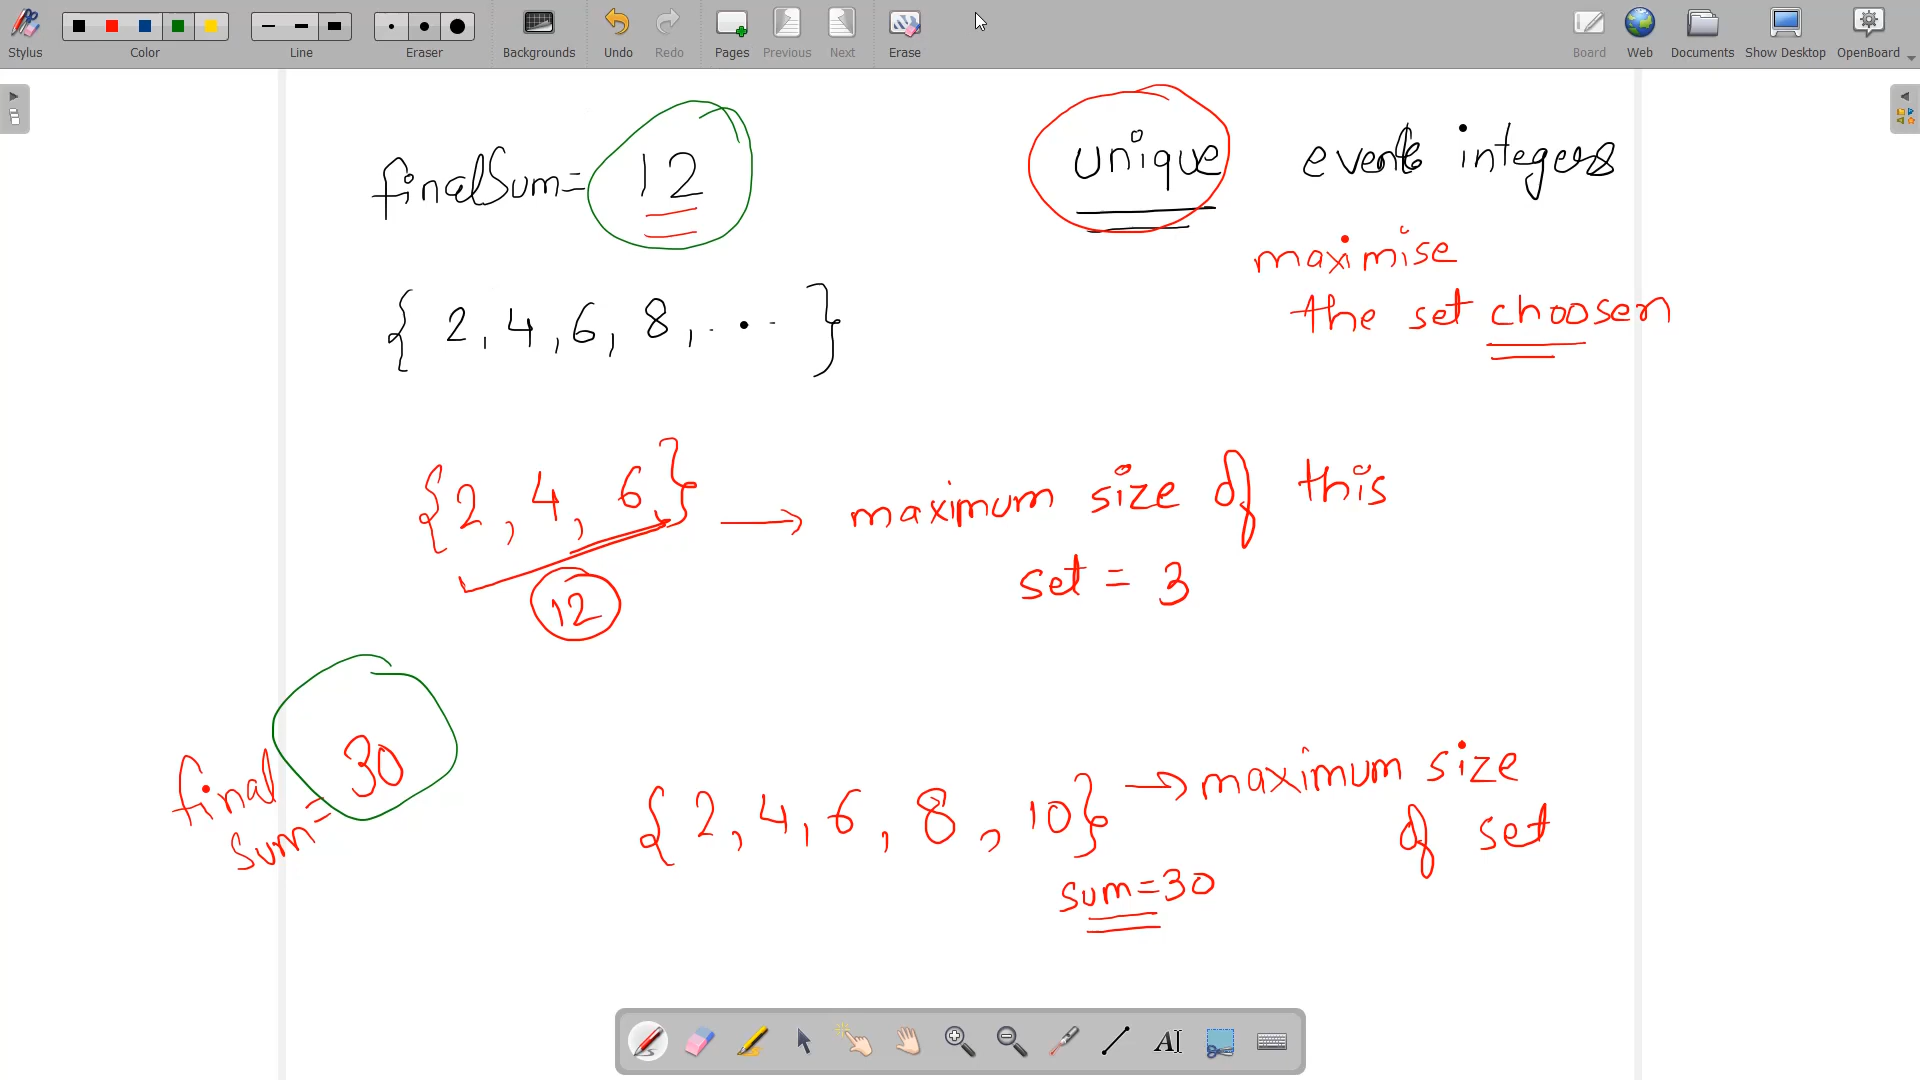 Stylus Color Line Eraser Backgrounds Undo Redo Pages Previous Next Erase Board Web Documents Show Desktop OpenBoard
finalSum = 12
unique integers
maximise
the set choosen
{ 2, 4, 6, 8, ... }
{2, 4, 6,} → maximum size of this
set = 3
12
final
sum = 30
{ 2, 4, 6, 8, 10} → maximum size
of set
sum = 30